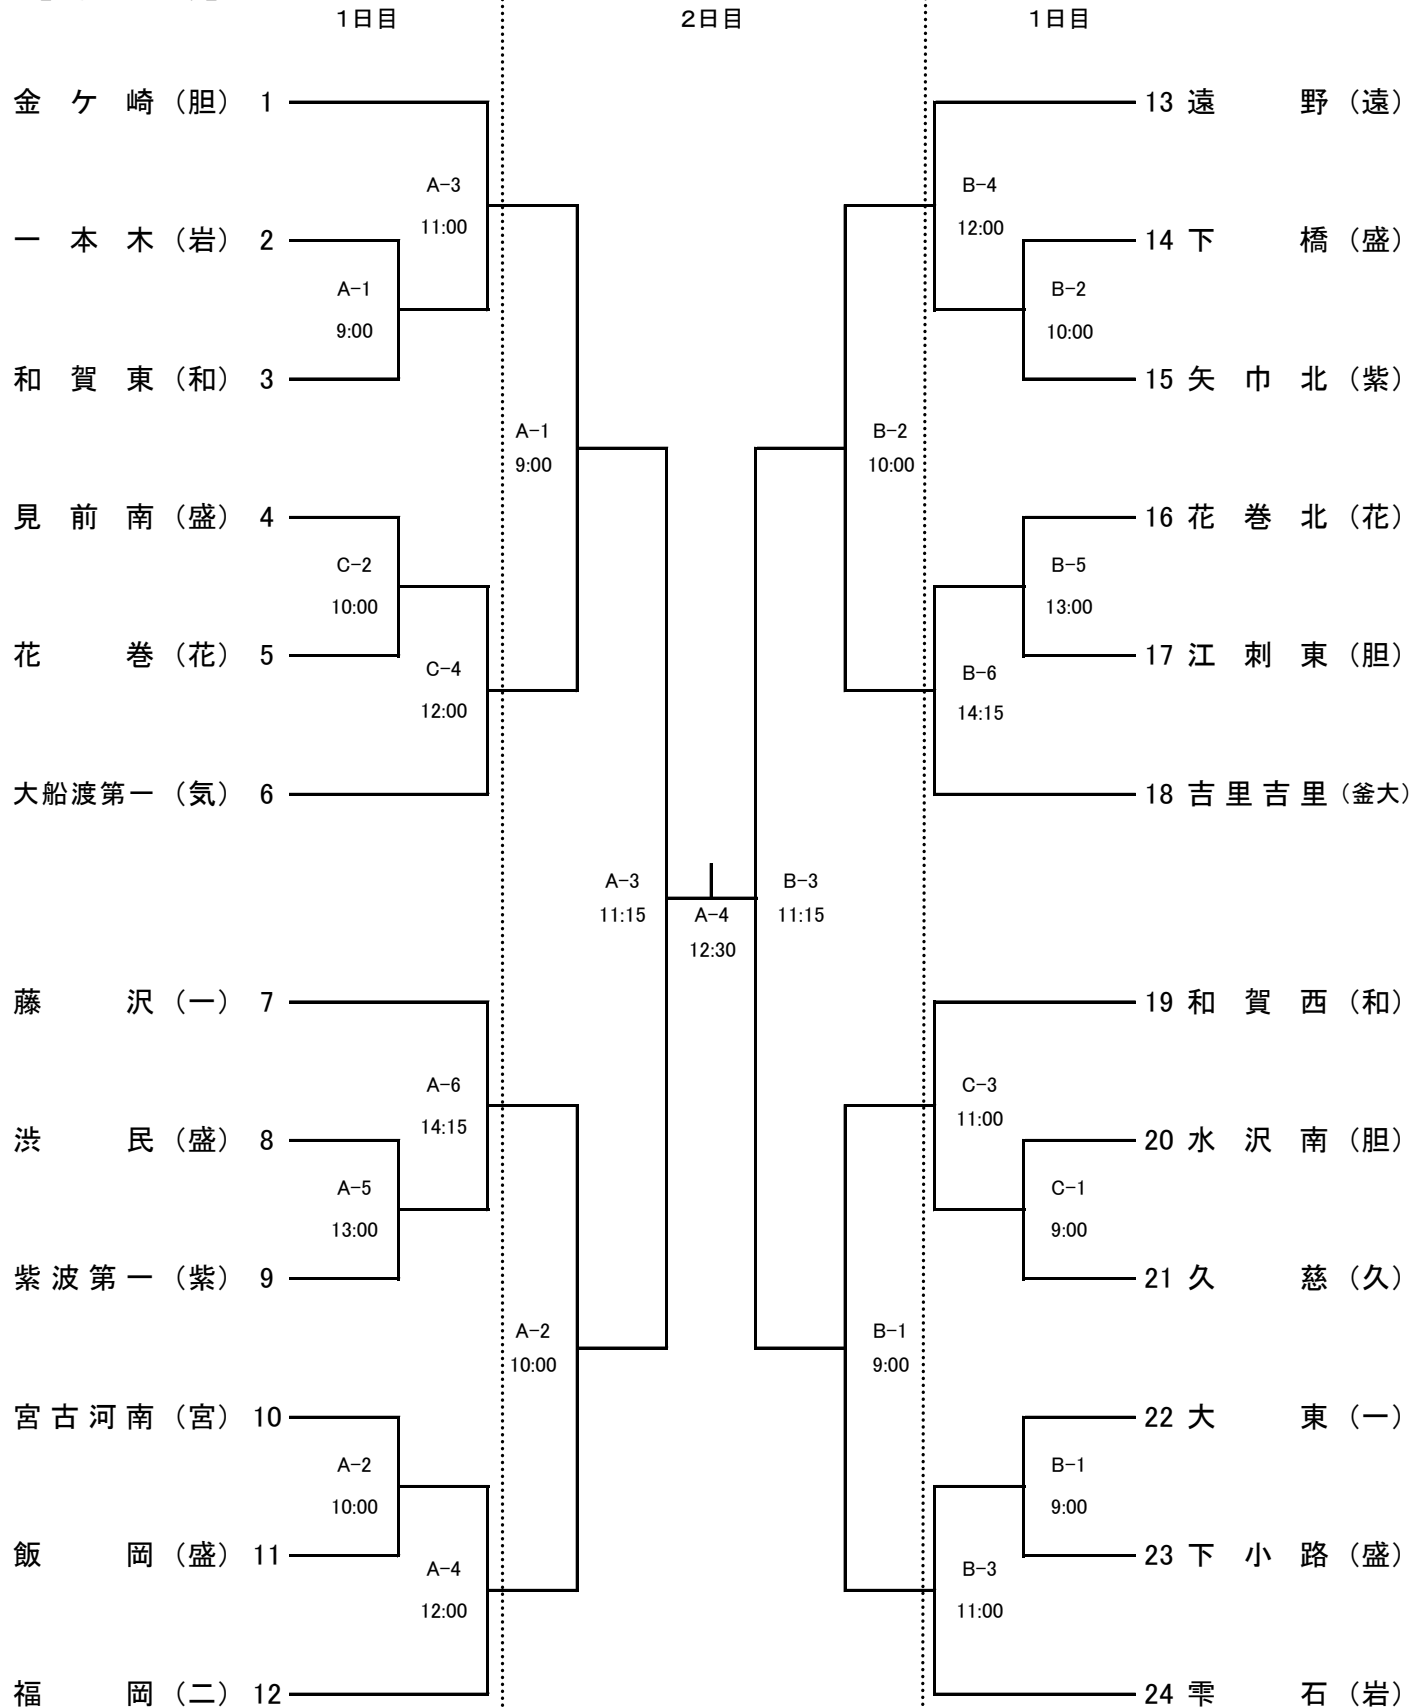 1日目 2日目 1日目
金ケ崎（胆） 1
13 遠野（遠）
A-3
11:00
B-4
12:00
一本木（岩） 2
14 下橋（盛）
A-1
9:00
B-2
10:00
和賀東（和） 3
15 矢巾北（紫）
A-1
9:00
B-2
10:00
見前南（盛） 4
16 花巻北（花）
C-2
10:00
B-5
13:00
花巻（花） 5
17 江刺東（胆）
C-4
12:00
B-6
14:15
大船渡第一（気） 6
18 吉里吉里（釜大）
A-3
11:15
A-4
12:30
B-3
11:15
藤沢（一） 7
19 和賀西（和）
A-6
14:15
C-3
11:00
渋民（盛） 8
20 水沢南（胆）
A-5
13:00
C-1
9:00
紫波第一（紫） 9
21 久慈（久）
A-2
10:00
B-1
9:00
宮古河南（宮） 10
22 大東（一）
A-2
10:00
B-1
9:00
飯岡（盛） 11
23 下小路（盛）
A-4
12:00
B-3
11:00
福岡（二） 12
24 雫石（岩）